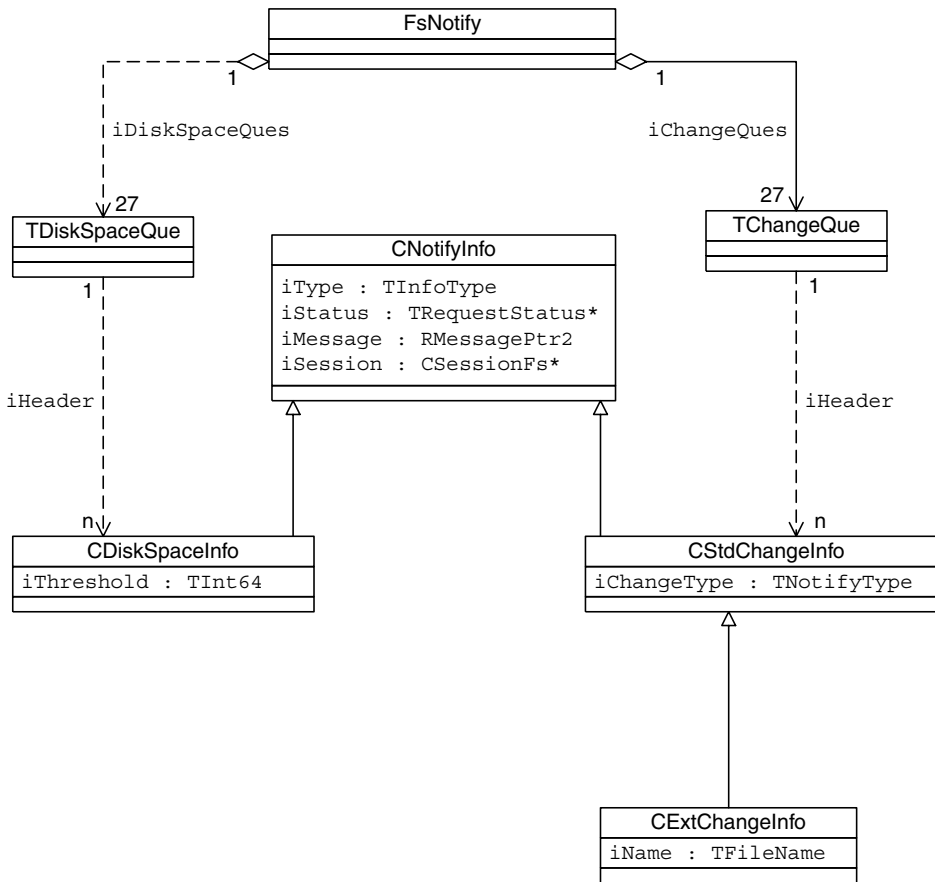 FsNotify
1
1
iDiskSpaceQues
iChangeQues
27
27
TDiskSpaceQue
TChangeQue
1
1
CNotifyInfo
iType : TInfoType
iStatus : TRequestStatus*
iMessage : RMessagePtr2
iSession : CSessionFs*
iHeader
iHeader
n
n
CDiskSpaceInfo
iThreshold : TInt64
CStdChangeInfo
iChangeType : TNotifyType
CExtChangeInfo
iName : TFileName